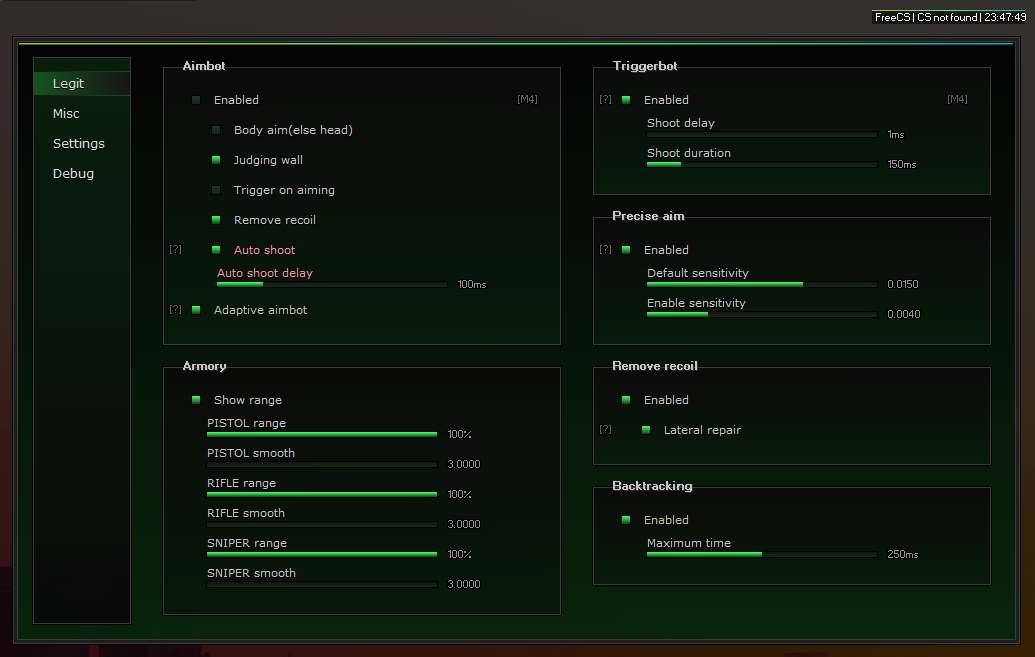 FreeCS | CS not found | 23:47:49
Legit
Misc
Settings
Debug
Aimbot
Enabled [M4]
Body aim(else head)
Judging wall
Trigger on aiming
Remove recoil
[?] Auto shoot
Auto shoot delay
100ms
[?] Adaptive aimbot
Armory
Show range
PISTOL range
100%
PISTOL smooth
3.0000
RIFLE range
100%
RIFLE smooth
3.0000
SNIPER range
100%
SNIPER smooth
3.0000
Triggerbot
[?] Enabled [M4]
Shoot delay
1ms
Shoot duration
150ms
Precise aim
[?] Enabled
Default sensitivity
0.0150
Enable sensitivity
0.0040
Remove recoil
Enabled
[?] Lateral repair
Backtracking
Enabled
Maximum time
250ms